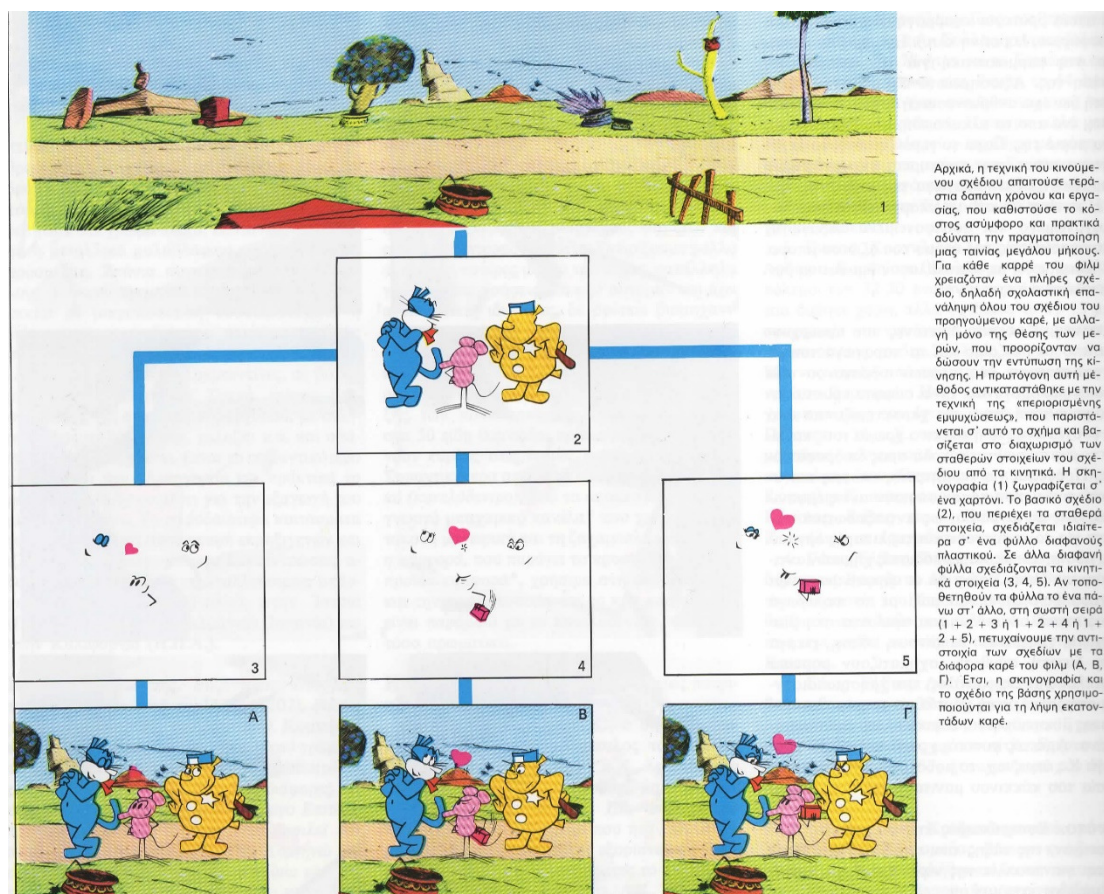 1
Αρχικά, η τεχνική του κινούμε-
νου σχέδιου απαιτούσε τερά-
στια δαπάνη χρόνου και εργα-
σίας, που καθιστούσε το κό-
στος ασύμφορο και πρακτικά
αδύνατη την πραγματοποίηση
μιας ταινίας μεγάλου μήκους.
Για κάθε καρρέ του φιλμ
χρειαζόταν ένα πλήρες σχέ-
διο, δηλαδή σχολαστική επα-
νάληψη όλου του σχέδιου του
προηγούμενου καρέ, με αλλα-
γή μόνο της θέσης των με-
ρών, που προορίζονταν να
δώσουν την εντύπωση της κί-
νησης. Η πρωτόγονη αυτή μέ-
θοδος αντικαταστάθηκε με την
τεχνική της «περιορισμένης
εμψυχώσεως», που παριστά-
νεται σ' αυτό το σχήμα και βα-
σίζεται στο διαχωρισμό των
σταθερών στοιχείων του σχέ-
διου από τα κινητικά. Η σκη-
νογραφία (1) ζωγραφίζεται σ'
ένα χαρτόνι. Το βασικό σχέδιο
(2), που περιέχει τα σταθερά
στοιχεία, σχεδιάζεται ιδιαίτε-
ρα σ' ένα φύλλο διαφανούς
πλαστικού. Σε άλλα διαφανή
φύλλα σχεδιάζονται τα κινητι-
κά στοιχεία (3, 4, 5). Αν τοπο-
θετηθούν τα φύλλα το ένα πά-
νω στ' άλλο, στη σωστή σειρά
(1 + 2 + 3 ή 1 + 2 + 4 ή 1 +
2 + 5), πετυχαίνουμε την αντι-
στοιχία των σχεδίων με τα
διάφορα καρέ του φιλμ (Α, Β,
Γ). Ετσι, η σκηνογραφία και
το σχέδιο της βάσης χρησιμο-
ποιούνται για τη λήψη εκατον-
τάδων καρέ.
2
3
4
5
Α
Β
Γ